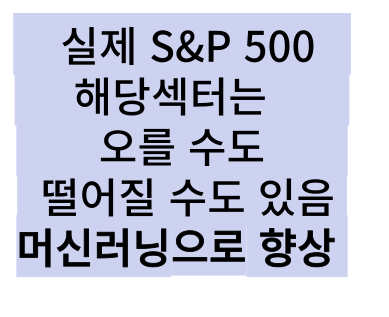 실제 S&P 500
해당섹터는
오를 수도
떨어질 수도 있음
머신러닝으로 향상